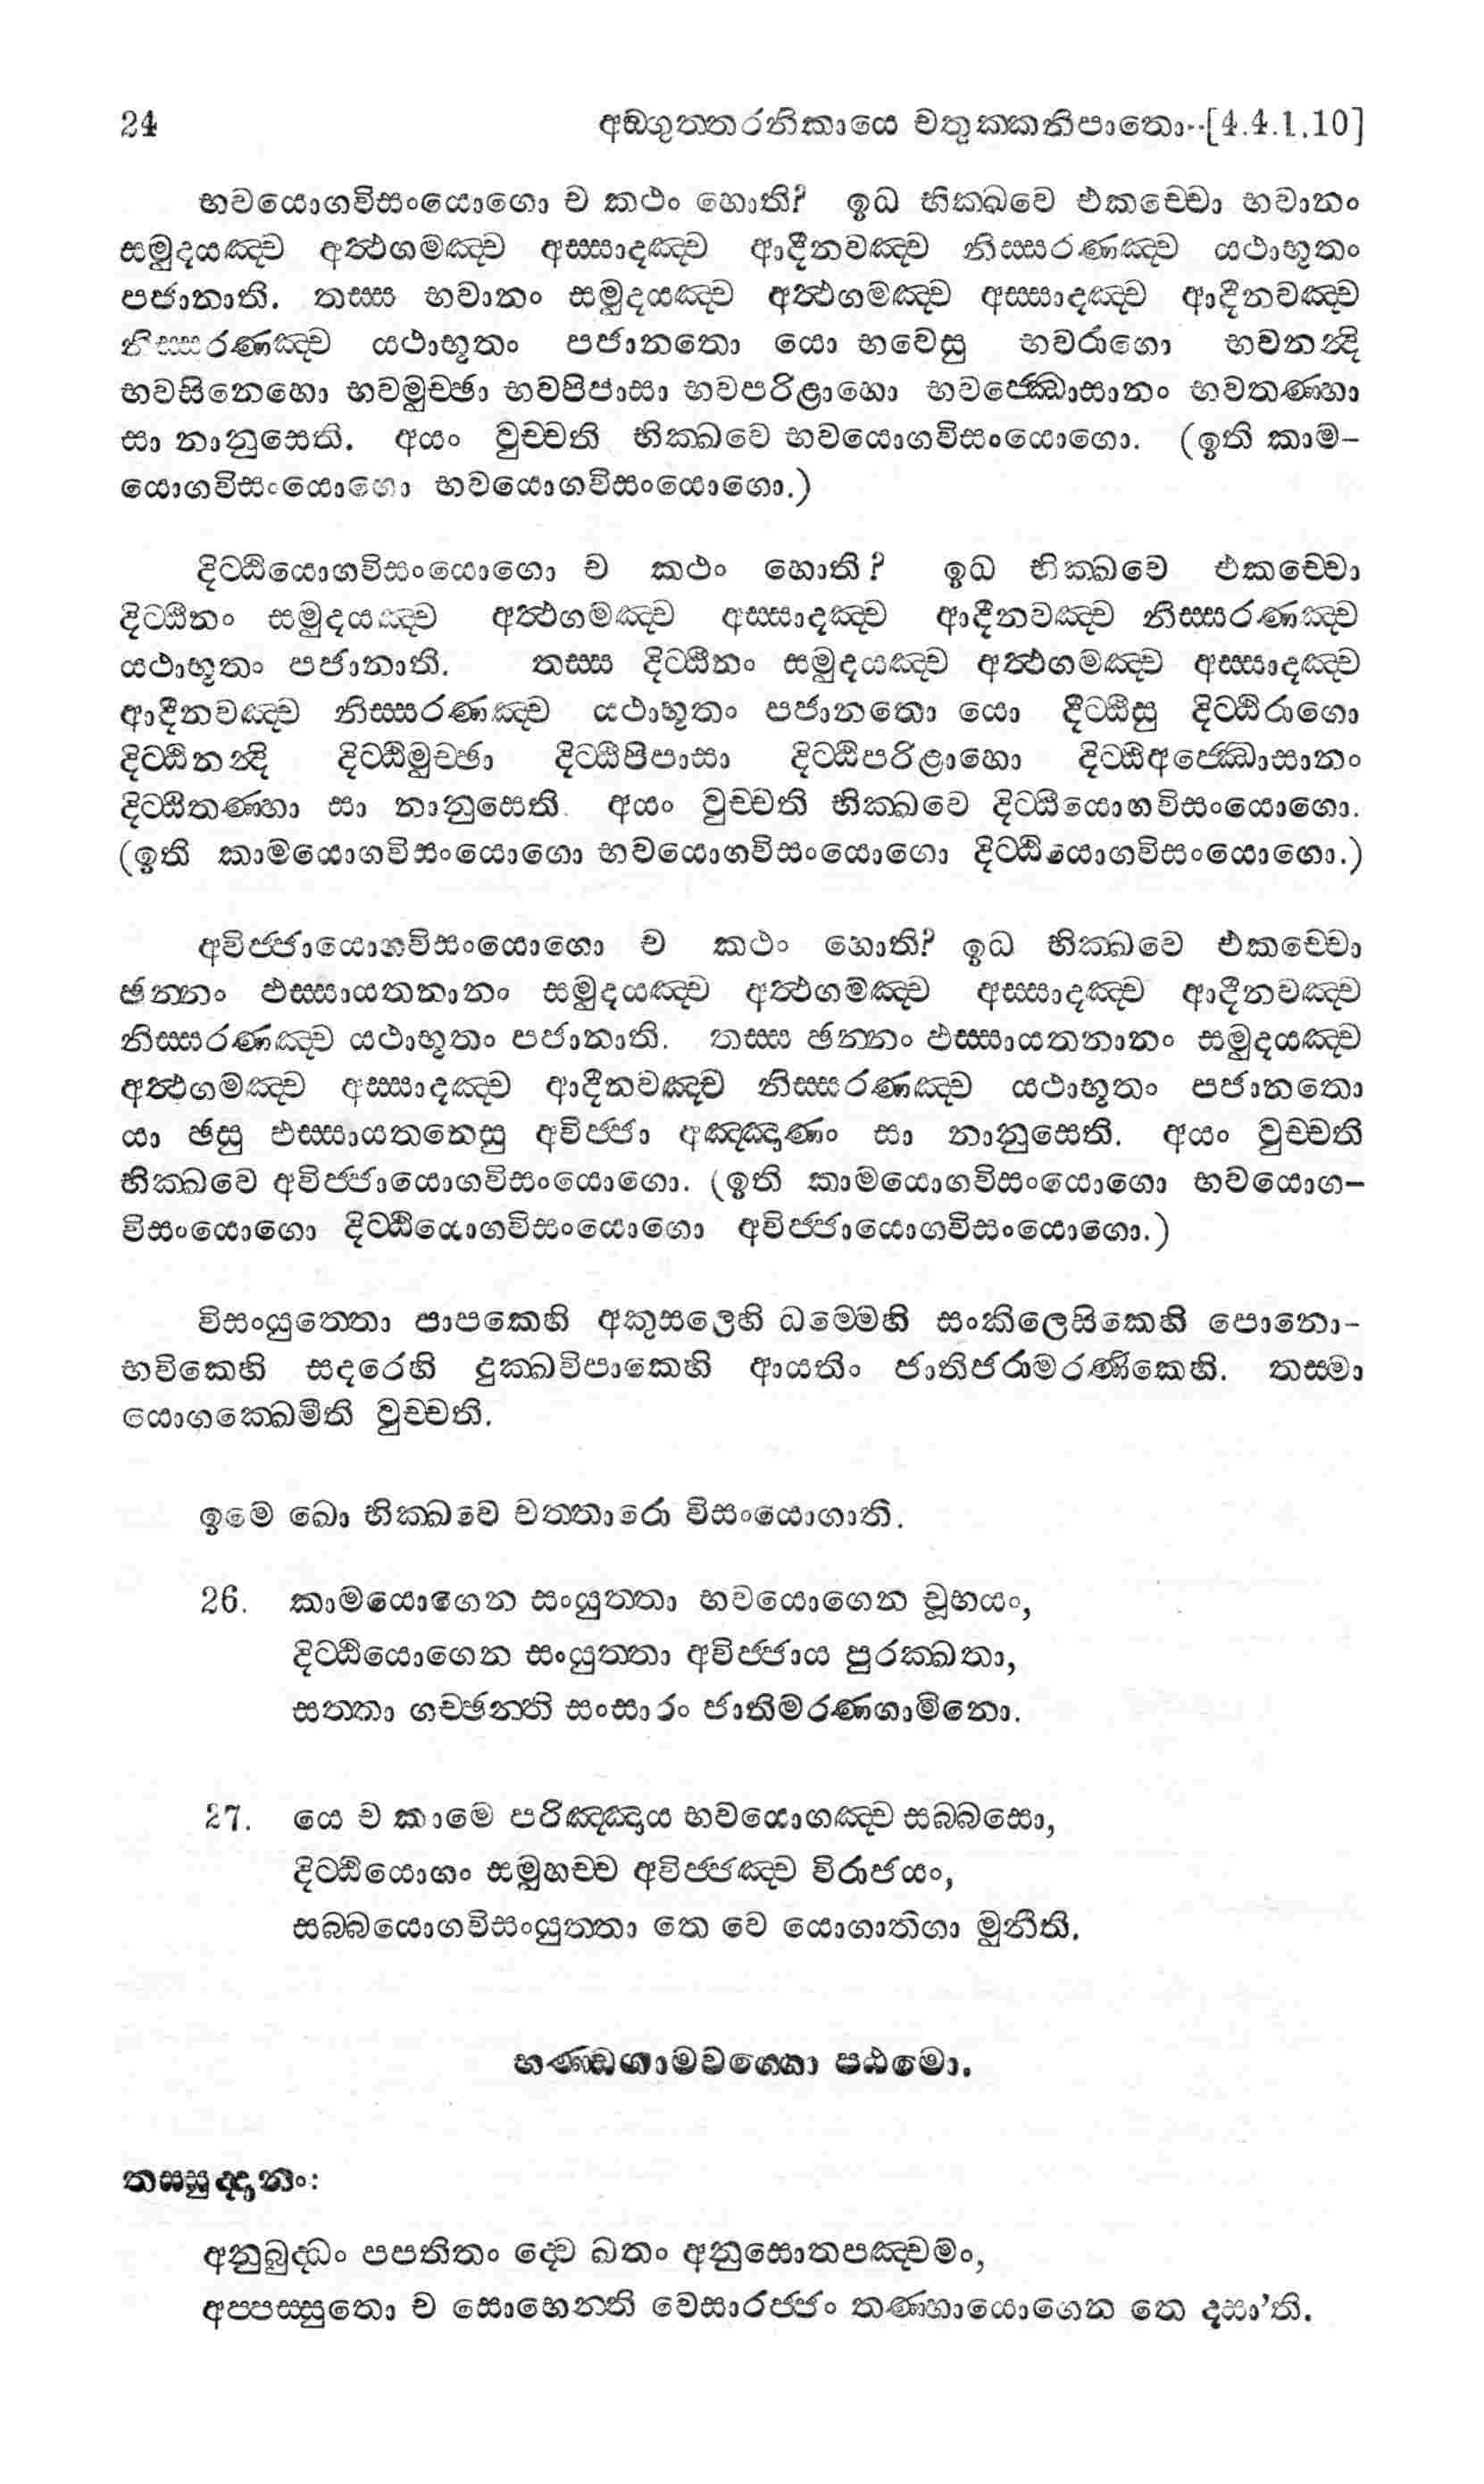 24 අඞ්ගුත්තරනිකායෙ චතුක්කනිපාතො--[4.4.1.10]
භවයොගවිසංයොගො ච කථං හොති? ඉධ භික්ඛවෙ එකච්චො භවානං
සමුදයඤ්ච අත්ථගමඤ්ච අස්සාදඤ්ච ආදීනවඤ්ච නිස්සරණඤ්ච යථාභූතං
පජානාති. තස්ස භවානං සමුදයඤ්ච අත්ථගමඤ්ච අස්සාදඤ්ච ආදීනවඤ්ච
නිස්සරණඤ්ච යථාභූතං පජානතො යො භවෙසු භවරාගො භවනන්දි
භවසිනෙහො භවමුච්ඡා භවපිපාසා භවපරිළාහො භවජ්ඣොසානං භවතණ්හා
සා නානුසෙති. අයං වුච්චති භික්ඛවෙ භවයොගවිසංයොගො. (ඉති කාම-
යොගවිසංයොගො භවයොගවිසංයොගො.)
දිට්ඨියොගවිසංයොගො ච කථං හොති? ඉධ භික්ඛවෙ එකච්චො
දිට්ඨීනං සමුදයඤ්ච අත්ථගමඤ්ච අස්සාදඤ්ච ආදීනවඤ්ච නිස්සරණඤ්ච
යථාභූතං පජානාති. තස්ස දිට්ඨීනං සමුදයඤ්ච අත්ථගමඤ්ච අස්සාදඤ්ච
ආදීනවඤ්ච නිස්සරණඤ්ච යථාභූතං පජානතො යො දිට්ඨීසු දිට්ඨිරාගො
දිට්ඨිනන්දි දිට්ඨිමුච්ඡා දිට්ඨිපිපාසා දිට්ඨිපරිළාහො දිට්ඨිඅජ්ඣොසානං
දිට්ඨිතණ්හා සා නානුසෙති. අයං වුච්චති භික්ඛවෙ දිට්ඨියොගවිසංයොගො.
(ඉති කාමයොගවිසංයොගො භවයොගවිසංයොගො දිට්ඨියොගවිසංයොගො.)
අවිජ්ජායොගවිසංයොගො ච කථං හොති? ඉධ භික්ඛවෙ එකච්චො
ඡන්නං ඵස්සායතනානං සමුදයඤ්ච අත්ථගමඤ්ච අස්සාදඤ්ච ආදීනවඤ්ච
නිස්සරණඤ්ච යථාභූතං පජානාති. තස්ස ඡන්නං ඵස්සායතනානං සමුදයඤ්ච
අත්ථගමඤ්ච අස්සාදඤ්ච ආදීනවඤ්ච නිස්සරණඤ්ච යථාභූතං පජානතො
යා ඡසු ඵස්සායතනෙසු අවිජ්ජා අඤ්ඤාණං සා නානුසෙති. අයං වුච්චති
භික්ඛවෙ අවිජ්ජායොගවිසංයොගො. (ඉති කාමයොගවිසංයොගො භවයොග-
විසංයොගො දිට්ඨියොගවිසංයොගො අවිජ්ජායොගවිසංයොගො.)
විසංයුත්තො පාපකෙහි අකුසලෙහි ධම්මෙහි සංකිලෙසිකෙහි පොනො-
භවිකෙහි සදරෙහි දුක්ඛවිපාකෙහි ආයතිං ජාතිජරාමරණිකෙහි. තස්මා
යොගක්ඛෙමීති වුච්චති.
ඉමෙ ඛො භික්ඛවෙ චත්තාරො විසංයොගාති.
26. කාමයොගෙන සංයුත්තා භවයොගෙන චූභයං,
දිට්ඨියොගෙන සංයුත්තා අවිජ්ජාය පුරක්ඛතා,
සත්තා ගච්ඡන්ති සංසාරං ජාතිමරණගාමිනො.
27. යෙ ච කාමෙ පරිඤ්ඤාය භවයොගඤ්ච සබ්බසො,
දිට්ඨියොගං සමූහච්ච අවිජ්ජඤ්ච විරාජයං,
සබ්බයොගවිසංයුත්තා තෙ වෙ යොගාතිගා මුනීති.
භණ්ඩගාමවග්ගො පඨමො.
තස්සුද්දානං:
අනුබුද්ධං පපතිතං ද්වෙ ඛතං අනුසොතපඤ්චමං,
අප්පස්සුතො ච සොභෙන්ති වෙසාරජ්ජං තණ්හායොගෙන තෙ දසා'ති.